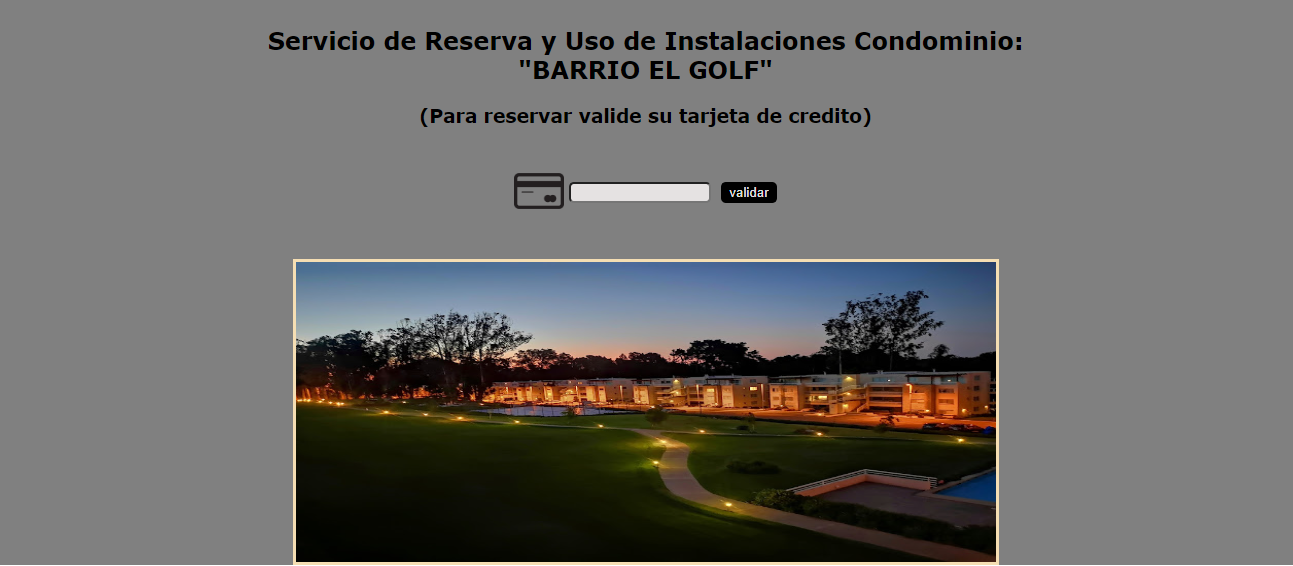 Servicio de Reserva y Uso de Instalaciones Condominio:
"BARRIO EL GOLF"
(Para reservar valide su tarjeta de credito)
validar